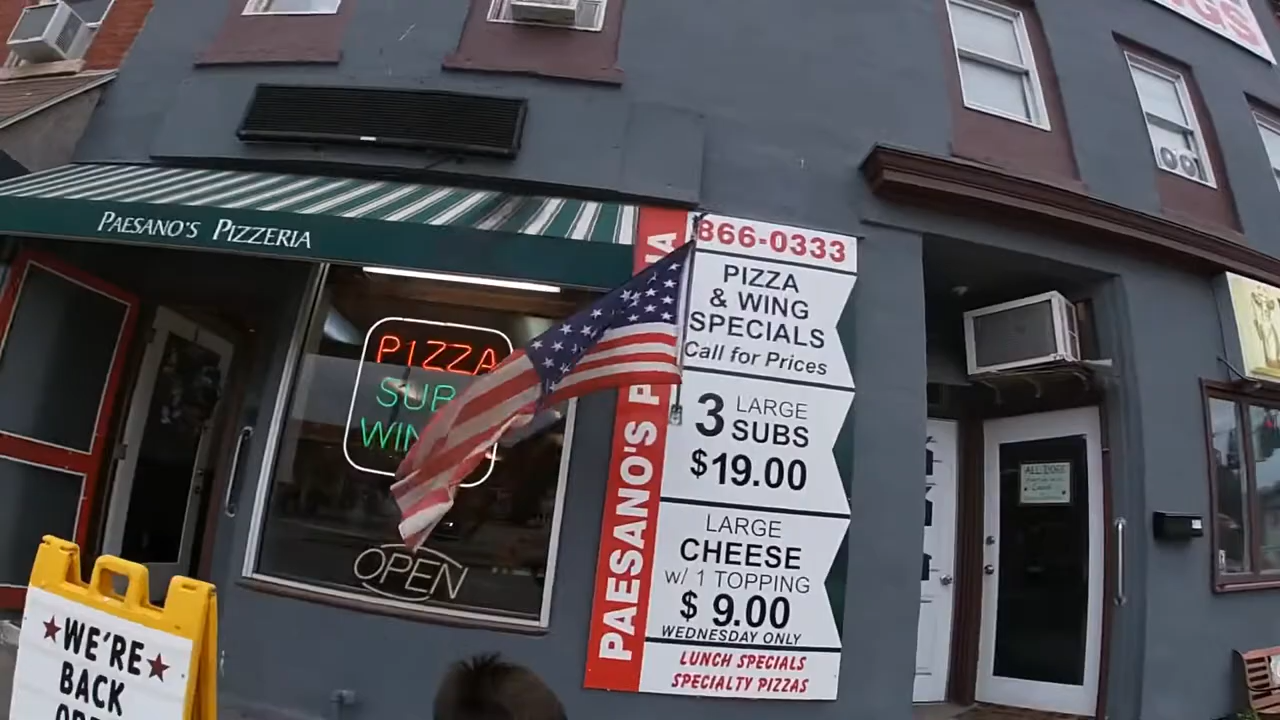 PAESANO'S PIZZERIA
PIZZA
SUB
WIN
OPEN
WE'RE
BACK
PAESANO'S P
866-0333
PIZZA
& WING
SPECIALS
Call for Prices
3 LARGE
SUBS
$19.00
LARGE
CHEESE
W/ 1 TOPPING
$ 9.00
WEDNESDAY ONLY
LUNCH SPECIALS
SPECIALTY PIZZAS
ALL DOGS